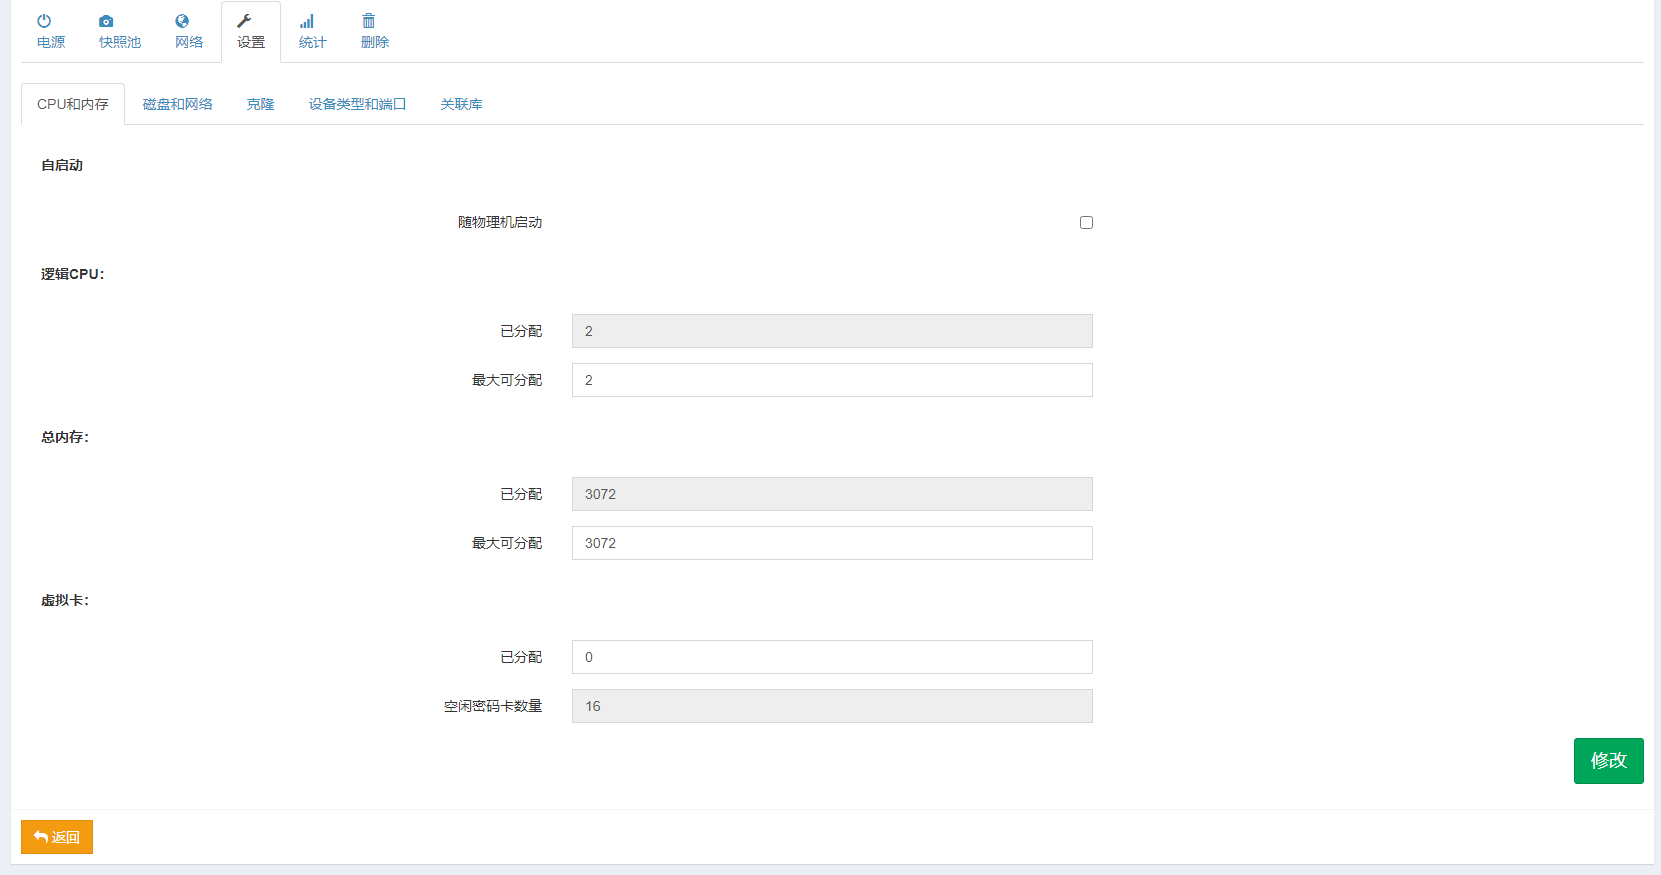 电源 快照池 网络 设置 统计 删除
CPU和内存 磁盘和网络 克隆 设备类型和端口 关联库
自启动
随物理机启动
逻辑CPU：
已分配 2
最大可分配 2
总内存：
已分配 3072
最大可分配 3072
虚拟卡：
已分配 0
空闲密码卡数量 16
修改
返回